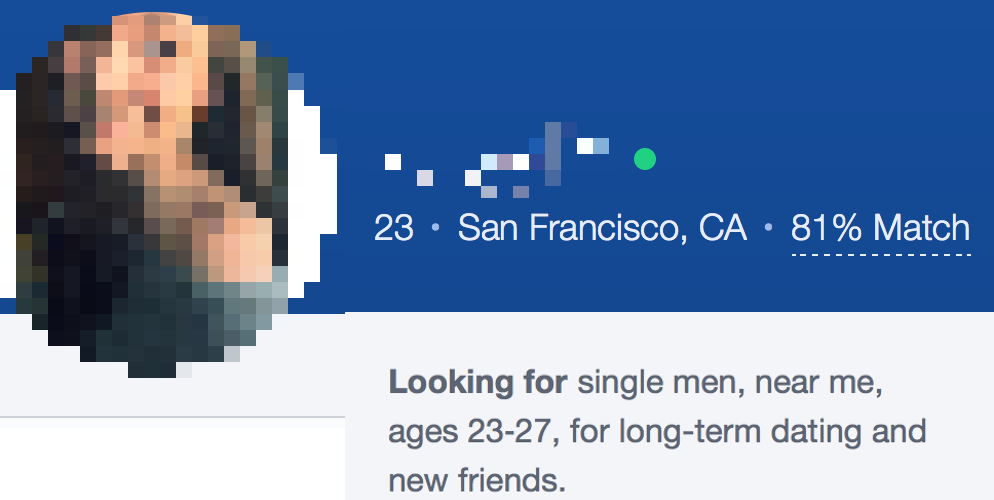 23 • San Francisco, CA • 81% Match
Looking for single men, near me,
ages 23-27, for long-term dating and
new friends.